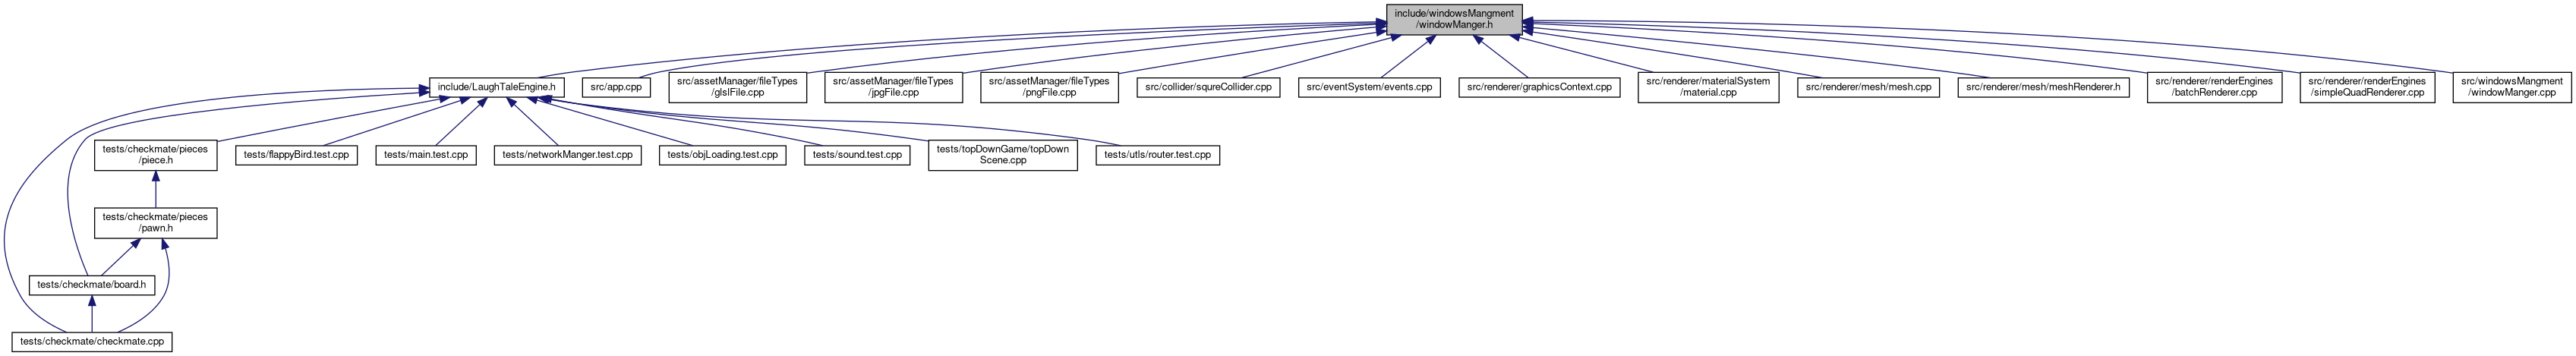 include/windowsMangment
/windowManger.h
include/LaughTaleEngine.h
src/app.cpp
src/assetManager/fileTypes
/glslFile.cpp
src/assetManager/fileTypes
/jpgFile.cpp
src/assetManager/fileTypes
/pngFile.cpp
src/collider/squreCollider.cpp
src/eventSystem/events.cpp
src/renderer/graphicsContext.cpp
src/renderer/materialSystem
/material.cpp
src/renderer/mesh/mesh.cpp
src/renderer/mesh/meshRenderer.h
src/renderer/renderEngines
/batchRenderer.cpp
src/renderer/renderEngines
/simpleQuadRenderer.cpp
src/windowsMangment
/windowManger.cpp
tests/checkmate/pieces
/piece.h
tests/flappyBird.test.cpp
tests/main.test.cpp
tests/networkManger.test.cpp
tests/objLoading.test.cpp
tests/sound.test.cpp
tests/topDownGame/topDown
Scene.cpp
tests/utls/router.test.cpp
tests/checkmate/pieces
/pawn.h
tests/checkmate/board.h
tests/checkmate/checkmate.cpp